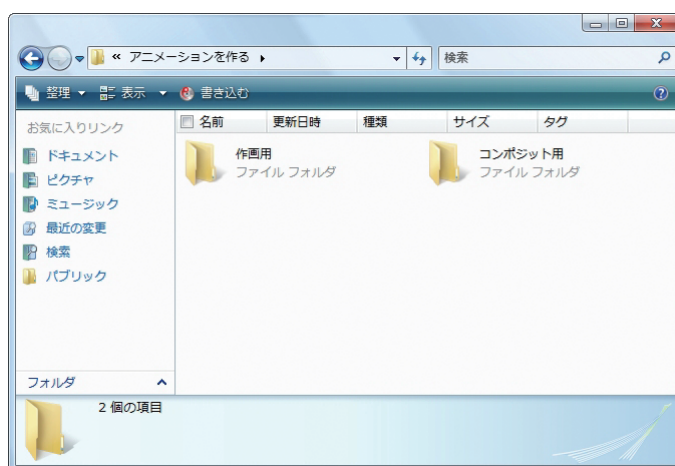 « アニメーションを作る
検索
整理 表示 書き込む
お気に入りリンク
ドキュメント
ピクチャ
ミュージック
最近の変更
検索
パブリック
フォルダ
名前 更新日時 種類 サイズ タグ
作画用
ファイル フォルダ
コンポジット用
ファイル フォルダ
2 個の項目